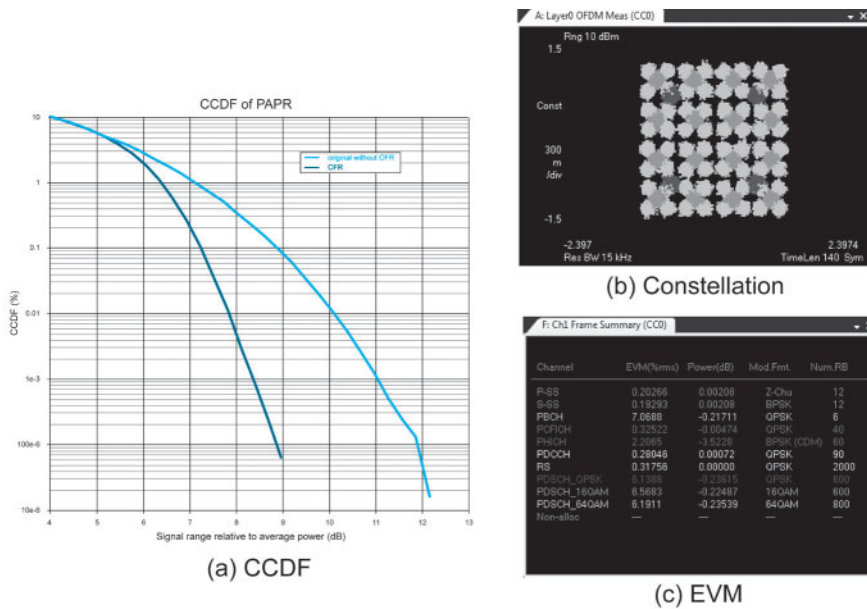 CCDF of PAPR
original without CFR
CFR
10
1
0.1
0.01
1e-3
100e-6
10e-6
CCDF (%)
4 5 6 7 8 9 10 11 12 13
Signal range relative to average power (dB)
(a) CCDF
A: Layer0 OFDM Meas (CC0)
Rng 10 dBm
1.5
Const
300
m
/div
-1.5
-2.397 2.3974
Res BW 15 kHz TimeLen 140 Sym
(b) Constellation
F: Ch1 Frame Summary (CC0)
Channel EVM(%rms) Power(dB) Mod.Fmt. Num.RB
P-SS 0.20266 0.00208 Z-Chu 12
S-SS 0.19293 0.00208 BPSK 12
PBCH 7.0688 -0.21711 QPSK 6
PCFICH 0.32522 -0.00474 QPSK 40
PHICH 2.2065 -3.5228 BPSK (CDM) 60
PDCCH 0.28046 0.00072 QPSK 90
RS 0.31756 0.00000 QPSK 2000
PDSCH_QPSK 6.1388 -0.23615 QPSK 600
PDSCH_16QAM 6.5683 -0.22487 16QAM 600
PDSCH_64QAM 6.1911 -0.23539 64QAM 800
Non-alloc — — — —
(c) EVM